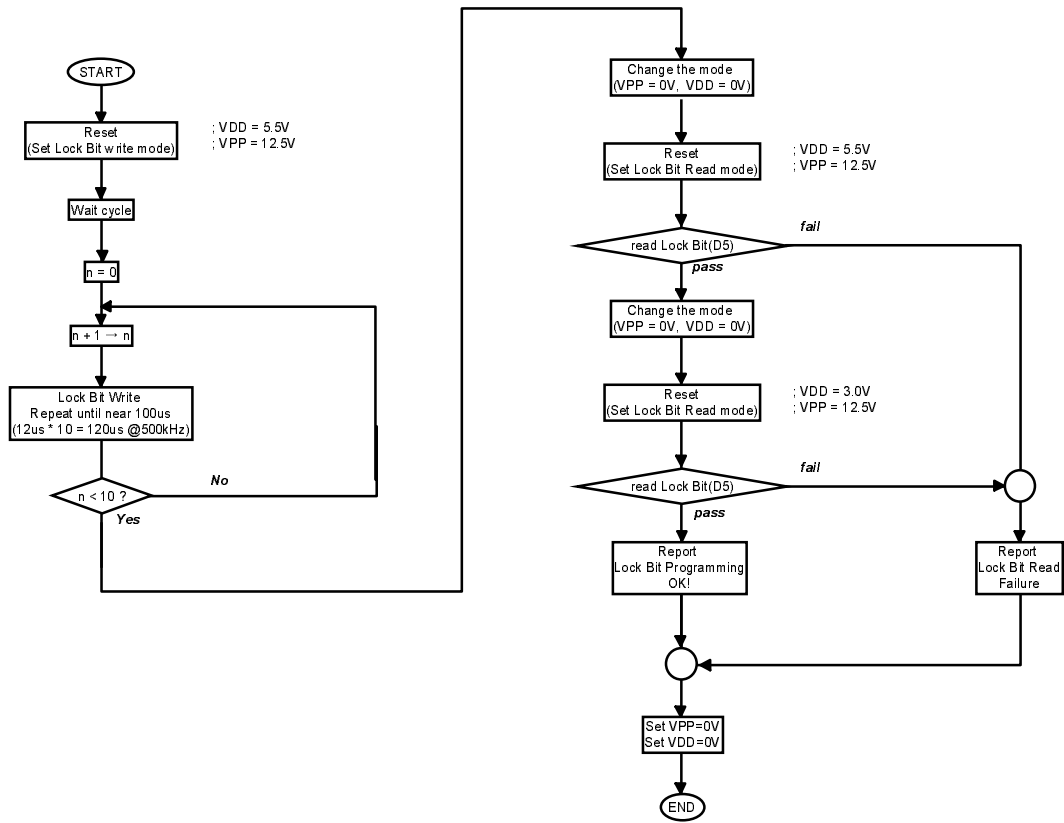 START
Reset
(Set Lock Bit write mode)
; VDD = 5.5V
; VPP = 12.5V
Wait cycle
n = 0
n + 1 → n
Lock Bit Write
Repeat until near 100us
(12us * 10 = 120us @500kHz)
n < 10 ?
No
Yes
Change the mode
(VPP = 0V, VDD = 0V)
Reset
(Set Lock Bit Read mode)
; VDD = 5.5V
; VPP = 12.5V
read Lock Bit(D5)
fail
pass
Change the mode
(VPP = 0V, VDD = 0V)
Reset
(Set Lock Bit Read mode)
; VDD = 3.0V
; VPP = 12.5V
read Lock Bit(D5)
fail
pass
Report
Lock Bit Programming
OK!
Report
Lock Bit Read
Failure
Set VPP=0V
Set VDD=0V
END